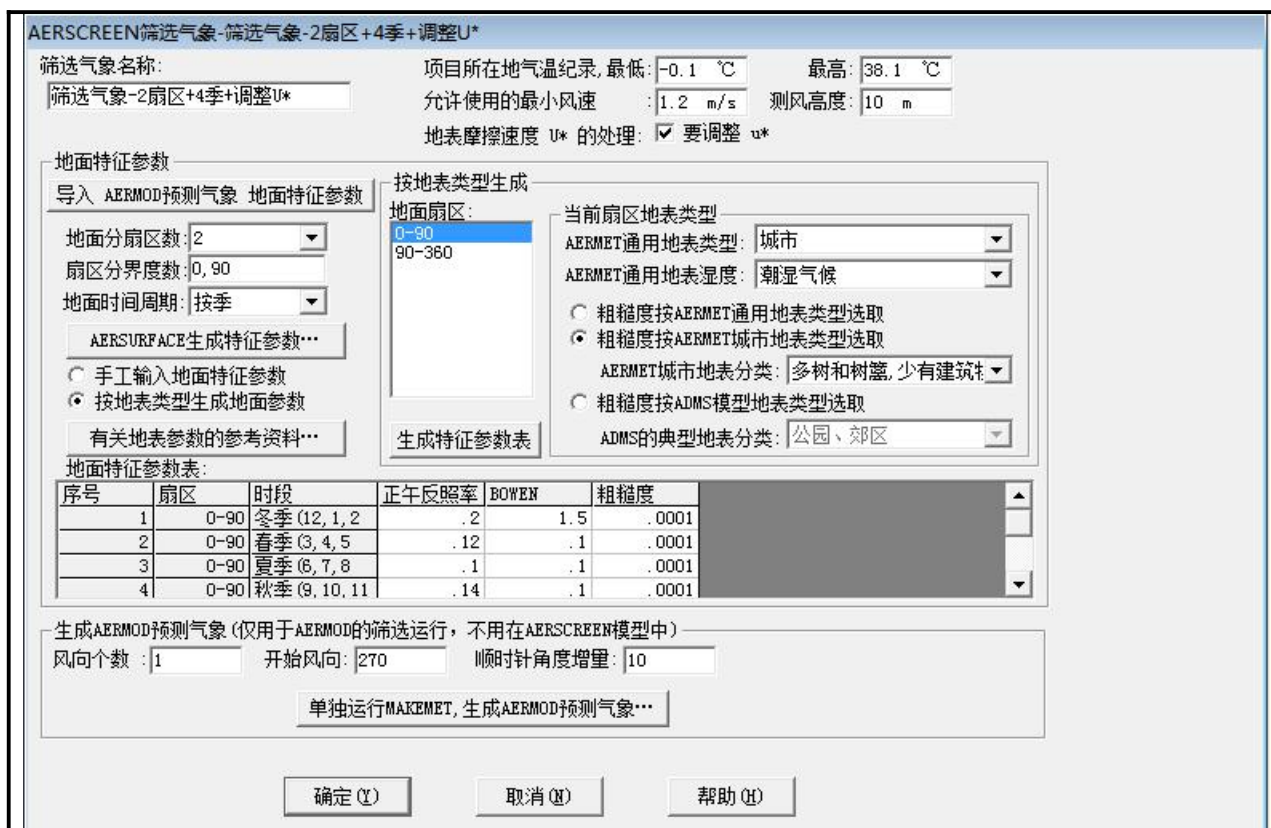 AERSCREEN筛选气象-筛选气象-2扇区+4季+调整U*
筛选气象名称:
筛选气象-2扇区+4季+调整U*
项目所在地气温纪录,最低: -0.1 ℃ 最高: 38.1 ℃
允许使用的最小风速 : 1.2 m/s 测风高度: 10 m
地表摩擦速度 U* 的处理: 要调整 u*
地面特征参数
导入 AERMOD预测气象 地面特征参数
地面分扇区数: 2
扇区分界度数: 0,90
地面时间周期: 按季
AERSURFACE生成特征参数…
手工输入地面特征参数
按地表类型生成地面参数
有关地表参数的参考资料…
按地表类型生成
地面扇区:
0-90
90-360
生成特征参数表
当前扇区地表类型
AERMET通用地表类型: 城市
AERMET通用地表湿度: 潮湿气候
粗糙度按AERMET通用地表类型选取
粗糙度按AERMET城市地表类型选取
AERMET城市地表分类: 多树和树篱,少有建筑
粗糙度按ADMS模型地表类型选取
ADMS的典型地表分类: 公园、郊区
地面特征参数表:
序号 扇区 时段 正午反照率 BOWEN 粗糙度
1 0-90 冬季(12,1,2 .2 1.5 .0001
2 0-90 春季(3,4,5 .12 .1 .0001
3 0-90 夏季(6,7,8 .1 .1 .0001
4 0-90 秋季(9,10,11 .14 .1 .0001
生成AERMOD预测气象(仅用于AERMOD的筛选运行，不用在AERSCREEN模型中)
风向个数 : 1 开始风向: 270 顺时针角度增量: 10
单独运行MAKEMET,生成AERMOD预测气象…
确定(Y) 取消(N) 帮助(H)